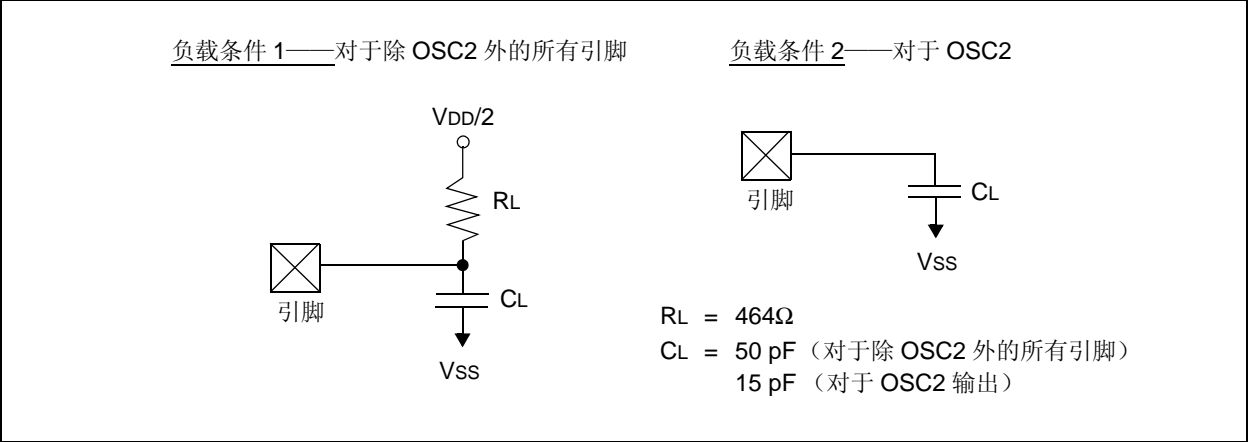 负载条件 1——对于除 OSC2 外的所有引脚
VDD/2
RL
引脚
CL
VSS
负载条件 2——对于 OSC2
引脚
CL
VSS
RL = 464Ω
CL = 50 pF（对于除 OSC2 外的所有引脚）
15 pF （对于 OSC2 输出）